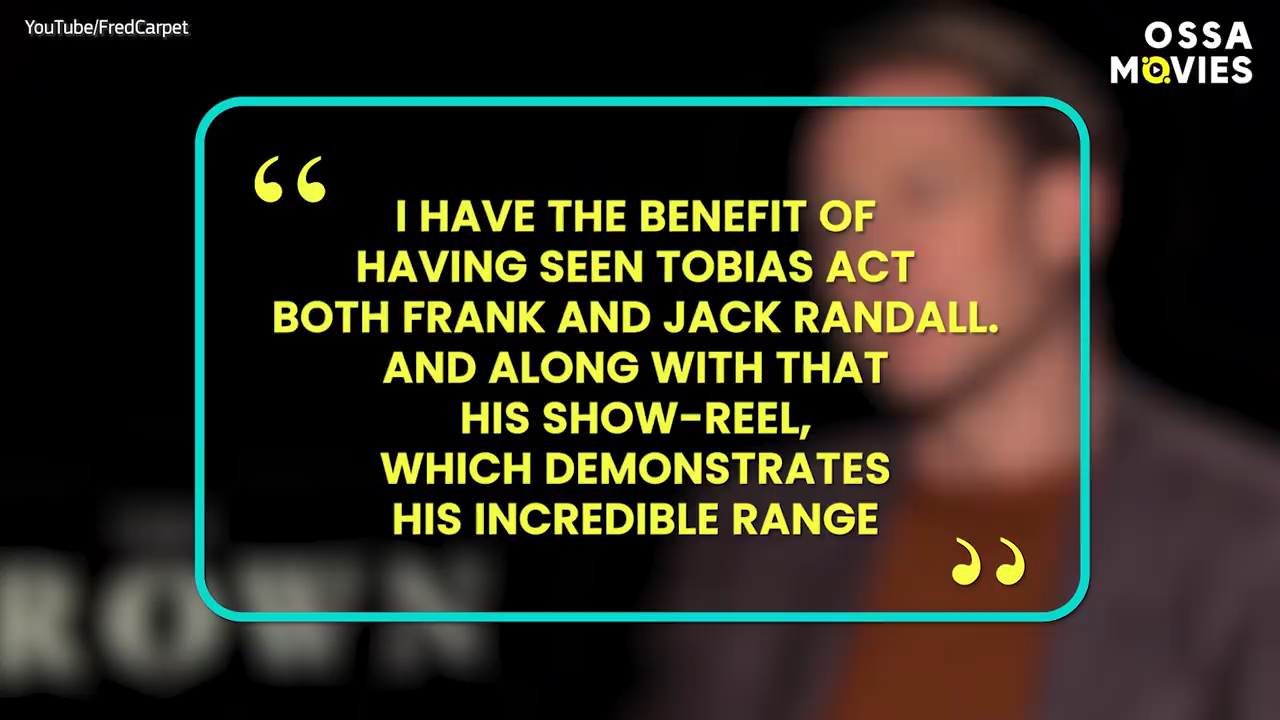 YouTube/FredCarpet
OSSA
MOVIES
“
I HAVE THE BENEFIT OF
HAVING SEEN TOBIAS ACT
BOTH FRANK AND JACK RANDALL.
AND ALONG WITH THAT
HIS SHOW-REEL,
WHICH DEMONSTRATES
HIS INCREDIBLE RANGE
”
ROWN